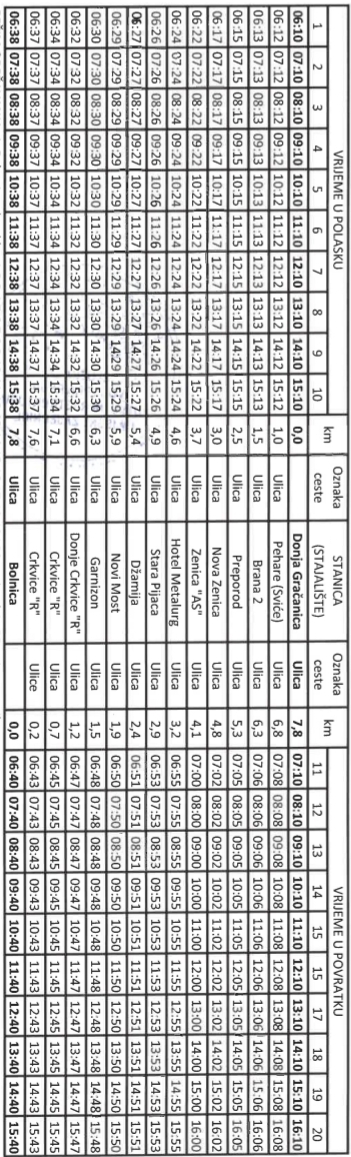 VRIJEME U POLASKU km Oznaka ceste STANICA (STAJALIŠTE) Oznaka ceste km VRIJEME U POVRATKU
1 2 3 4 5 6 7 8 9 10 11 12 13 14 15 15 17 18 19 20
06:10 07:10 08:10 09:10 10:10 11:10 12:10 13:10 14:10 15:10 0,0 Donja Gračanica Ulica 7,8 07:10 08:10 09:10 10:10 11:10 12:10 13:10 14:10 15:10 16:10
06:12 07:12 08:12 09:12 10:12 11:12 12:12 13:12 14:12 15:12 1,0 Ulica Pehare (Sviće) Ulica 6,8 07:08 08:08 09:08 10:08 11:08 12:08 13:08 14:08 15:08 16:08
06:13 07:13 08:13 09:13 10:13 11:13 12:13 13:13 14:13 15:13 1,5 Ulica Brana 2 Ulica 6,3 07:06 08:06 09:06 10:06 11:06 12:06 13:06 14:06 15:06 16:06
06:15 07:15 08:15 09:15 10:15 11:15 12:15 13:15 14:15 15:15 2,5 Ulica Preporod Ulica 5,3 07:05 08:05 09:05 10:05 11:05 12:05 13:05 14:05 15:05 16:05
06:17 07:17 08:17 09:17 10:17 11:17 12:17 13:17 14:17 15:17 3,0 Ulica Nova Zenica Ulica 4,8 07:02 08:02 09:02 10:02 11:02 12:02 13:02 14:02 15:02 16:02
06:22 07:22 08:22 09:22 10:22 11:22 12:22 13:22 14:22 15:22 3,7 Ulica Zenica "AS" Ulica 4,1 07:00 08:00 09:00 10:00 11:00 12:00 13:00 14:00 15:00 16:00
06:24 07:24 08:24 09:24 10:24 11:24 12:24 13:24 14:24 15:24 4,6 Ulica Hotel Metalurg Ulica 3,2 06:55 07:55 08:55 09:55 10:55 11:55 12:55 13:55 14:55 15:55
06:26 07:26 08:26 09:26 10:26 11:26 12:26 13:26 14:26 15:26 4,9 Ulica Stara Pijaca Ulica 2,9 06:53 07:53 08:53 09:53 10:53 11:53 12:53 13:53 14:53 15:53
06:27 07:27 08:27 09:27 10:27 11:27 12:27 13:27 14:27 15:27 5,4 Ulica Džamija Ulica 2,4 06:51 07:51 08:51 09:51 10:51 11:51 12:51 13:51 14:51 15:51
06:29 07:29 08:29 09:29 10:29 11:29 12:29 13:29 14:29 15:29 5,9 Ulica Novi Most Ulica 1,9 06:50 07:50 08:50 09:50 10:50 11:50 12:50 13:50 14:50 15:50
06:30 07:30 08:30 09:30 10:30 11:30 12:30 13:30 14:30 15:30 6,3 Ulica Garnizon Ulica 1,5 06:48 07:48 08:48 09:48 10:48 11:48 12:48 13:48 14:48 15:48
06:32 07:32 08:32 09:32 10:32 11:32 12:32 13:32 14:32 15:32 6,6 Ulica Donje Crkvice "R" Ulica 1,2 06:47 07:47 08:47 09:47 10:47 11:47 12:47 13:47 14:47 15:47
06:34 07:34 08:34 09:34 10:34 11:34 12:34 13:34 14:34 15:34 7,1 Ulica Crkvice "R" Ulica 0,7 06:45 07:45 08:45 09:45 10:45 11:45 12:45 13:45 14:45 15:45
06:37 07:37 08:37 09:37 10:37 11:37 12:37 13:37 14:37 15:37 7,6 Ulica Crkvice "R" Ulice 0,2 06:43 07:43 08:43 09:43 10:43 11:43 12:43 13:43 14:43 15:43
06:38 07:38 08:38 09:38 10:38 11:38 12:38 13:38 14:38 15:38 7,8 Ulica Bolnica 0,0 06:40 07:40 08:40 09:40 10:40 11:40 12:40 13:40 14:40 15:40